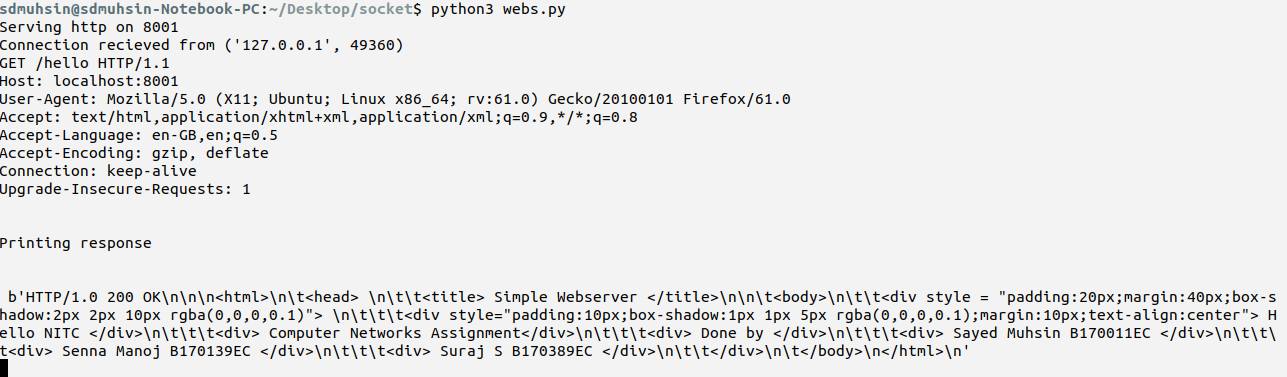 sdmuhsin@sdmuhsin-Notebook-PC:~/Desktop/socket$ python3 webs.py
Serving http on 8001
Connection recieved from ('127.0.0.1', 49360)
GET /hello HTTP/1.1
Host: localhost:8001
User-Agent: Mozilla/5.0 (X11; Ubuntu; Linux x86_64; rv:61.0) Gecko/20100101 Firefox/61.0
Accept: text/html,application/xhtml+xml,application/xml;q=0.9,*/*;q=0.8
Accept-Language: en-GB,en;q=0.5
Accept-Encoding: gzip, deflate
Connection: keep-alive
Upgrade-Insecure-Requests: 1
Printing response
b'HTTP/1.0 200 OK\n\n\n<html>\n\t<head> \n\t\t<title> Simple Webserver </title>\n\n\t<body>\n\t\t<div style = "padding:20px;margin:40px;box-s
hadow:2px 2px 10px rgba(0,0,0,0.1)"> \n\t\t\t<div style="padding:10px;box-shadow:1px 1px 5px rgba(0,0,0,0.1);margin:10px;text-align:center"> H
ello NITC </div>\n\t\t\t<div> Computer Networks Assignment</div>\n\t\t\t<div> Done by </div>\n\t\t\t<div> Sayed Muhsin B170011EC </div>\n\t\t\
t<div> Senna Manoj B170139EC </div>\n\t\t\t<div> Suraj S B170389EC </div>\n\t\t</div>\n\t</body>\n</html>\n'